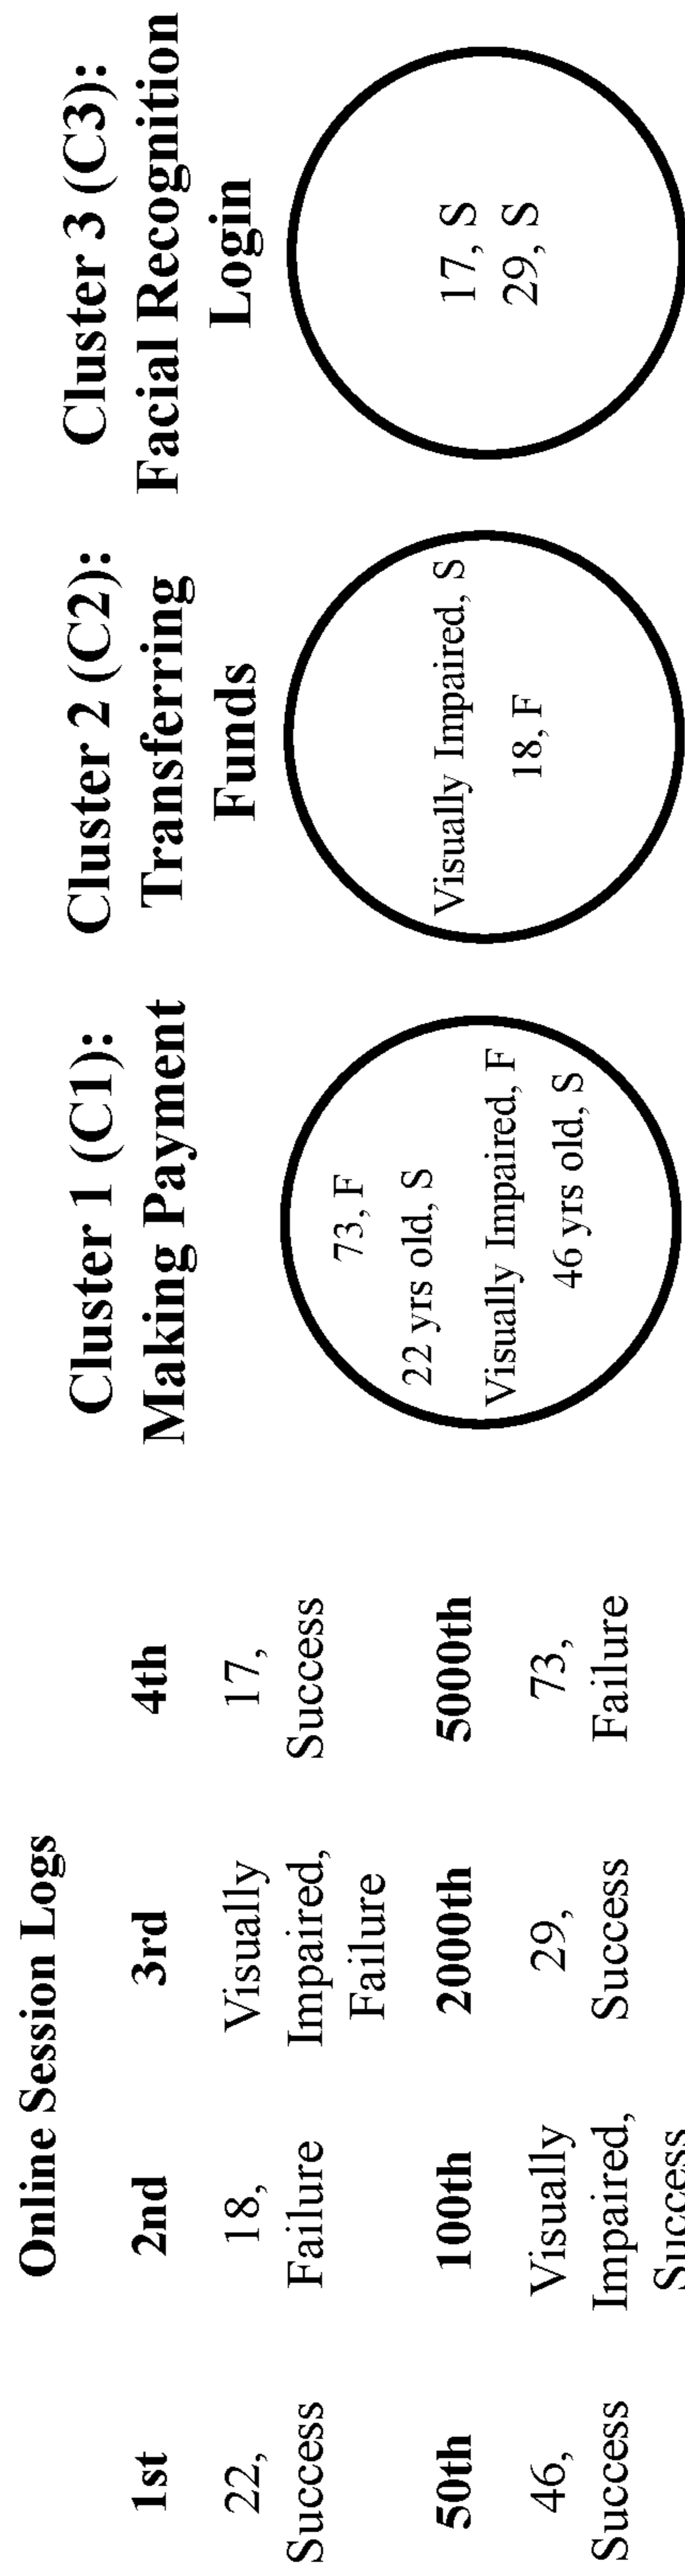 Online Session Logs
1st
2nd
3rd
4th
22,
Success
18,
Failure
Visually
Impaired,
Failure
17,
Success
50th
100th
2000th
5000th
46,
Success
Visually
Impaired,
Success
29,
Success
73,
Failure
Cluster 1 (C1):
Making Payment
73, F
22 yrs old, S
Visually Impaired, F
46 yrs old, S
Cluster 2 (C2):
Transferring
Funds
Visually Impaired, S
18, F
Cluster 3 (C3):
Facial Recognition
Login
17, S
29, S